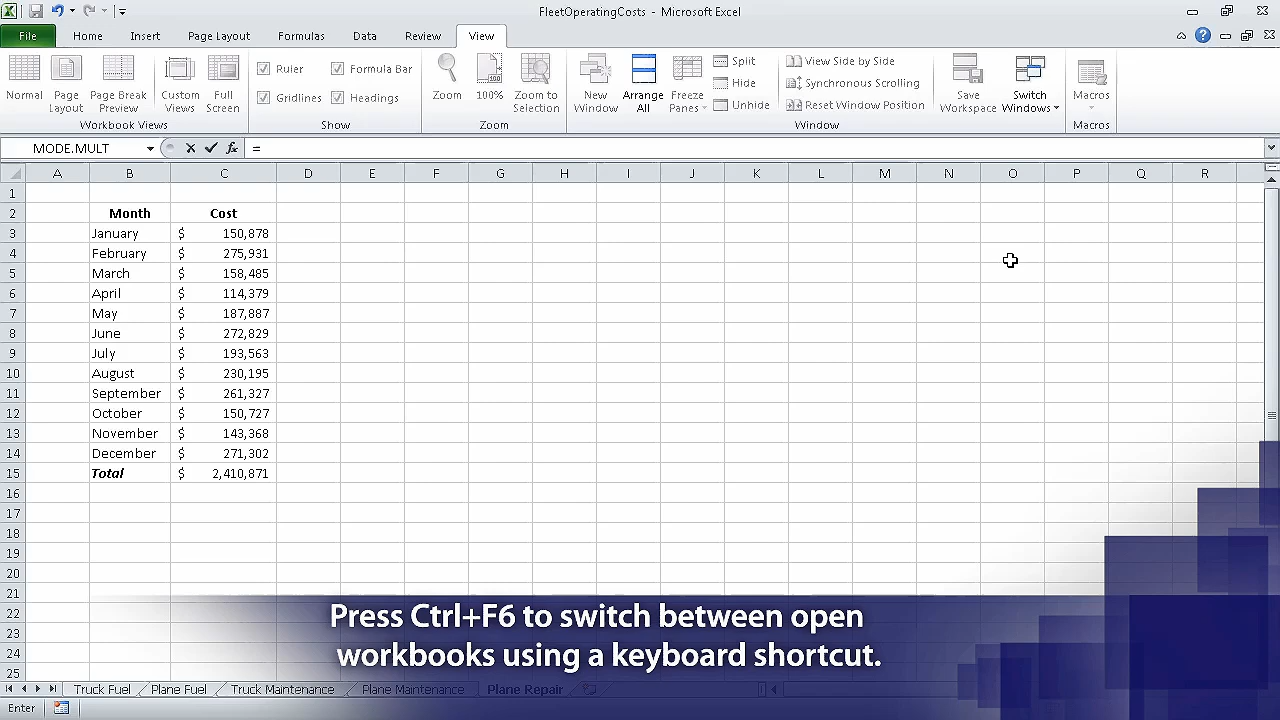 FleetOperatingCosts - Microsoft Excel
File Home Insert Page Layout Formulas Data Review View
Normal Page Layout Page Break Preview Custom Views Full Screen
Workbook Views
Ruler Formula Bar
Gridlines Headings
Show
Zoom 100% Zoom to Selection
Zoom
New Window Arrange All Freeze Panes
Split
Hide
Unhide
View Side by Side
Synchronous Scrolling
Reset Window Position
Save Workspace Switch Windows
Window
Macros
Macros
MODE.MULT fx =
A B C D E F G H I J K L M N O P Q R
1
2 Month Cost
3 January $ 150,878
4 February $ 275,931
5 March $ 158,485
6 April $ 114,379
7 May $ 187,887
8 June $ 272,829
9 July $ 193,563
10 August $ 230,195
11 September $ 261,327
12 October $ 150,727
13 November $ 143,368
14 December $ 271,302
15 Total $ 2,410,871
16
17
18
19
20
21
22
23
24
25
Press Ctrl+F6 to switch between open
workbooks using a keyboard shortcut.
Truck Fuel Plane Fuel Truck Maintenance Plane Maintenance Plane Repair
Enter